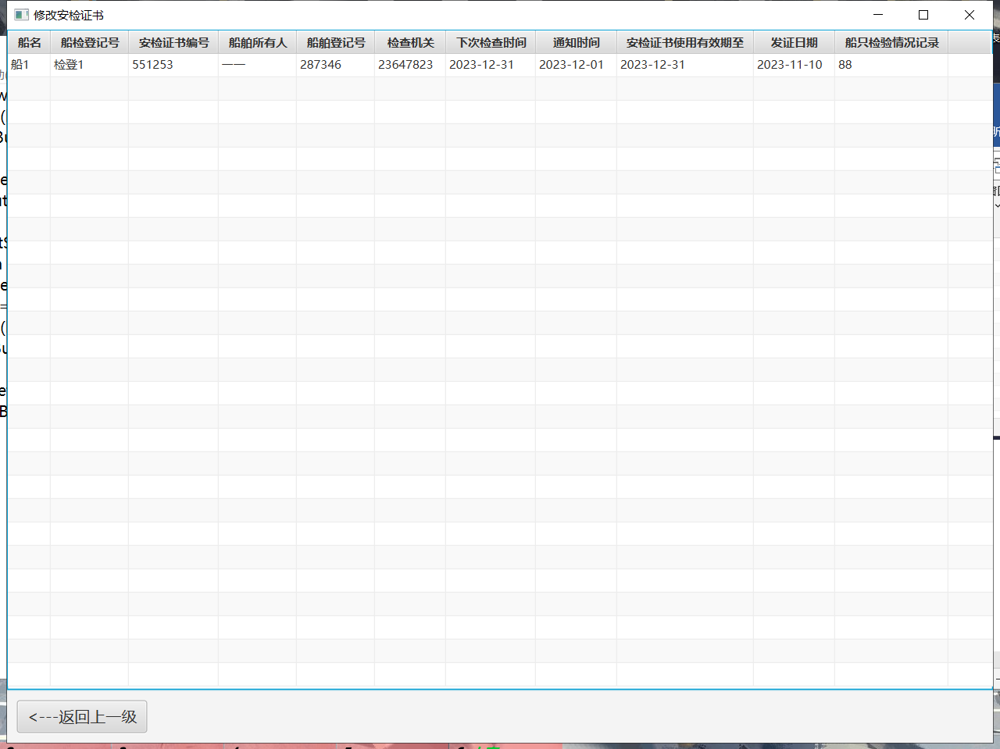 修改安检证书
船名 船检登记号 安检证书编号 船舶所有人 船舶登记号 检查机关 下次检查时间 通知时间 安检证书使用有效期至 发证日期 船只检验情况记录
船1 检登1 551253 一一 287346 23647823 2023-12-31 2023-12-01 2023-12-31 2023-11-10 88
<---返回上一级